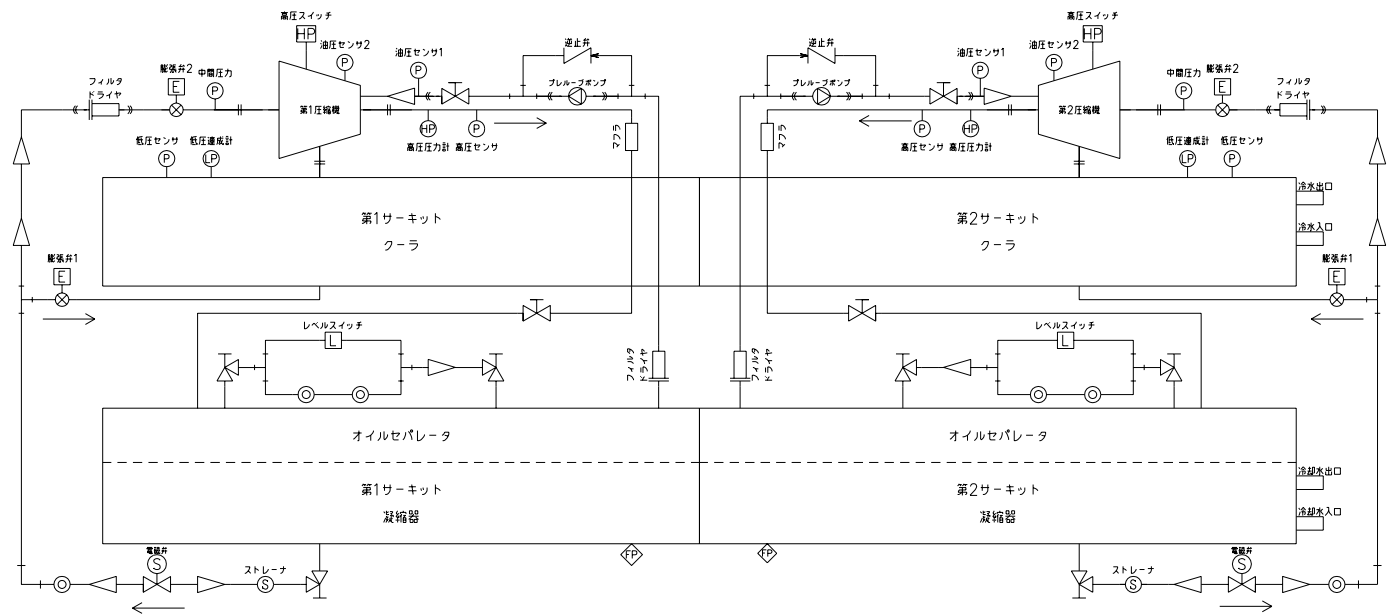 高圧スイッチ
HP
油圧センサ2
P
油圧センサ1
P
逆止弁
プレルーブポンプ
フィルタ
ドライヤ
膨張弁2
E
中間圧力
P
第1圧縮機
HP
高圧圧力計
P
高圧センサ
マフラ
低圧センサ
P
低圧連成計
LP
高圧スイッチ
HP
逆止弁
プレルーブポンプ
油圧センサ1
P
油圧センサ2
P
第2圧縮機
中間圧力
P
膨張弁2
E
フィルタ
ドライヤ
マフラ
P
高圧センサ
HP
高圧圧力計
低圧連成計
LP
低圧センサ
P
第1サーキット
クーラ
第2サーキット
クーラ
冷水出口
冷水入口
膨張弁1
E
膨張弁1
E
レベルスイッチ
L
フィルタ
ドライヤ
フィルタ
ドライヤ
レベルスイッチ
L
オイルセパレータ
オイルセパレータ
第1サーキット
凝縮器
第2サーキット
凝縮器
冷却水出口
冷却水入口
FP
FP
電磁弁
S
ストレーナ
S
ストレーナ
S
電磁弁
S